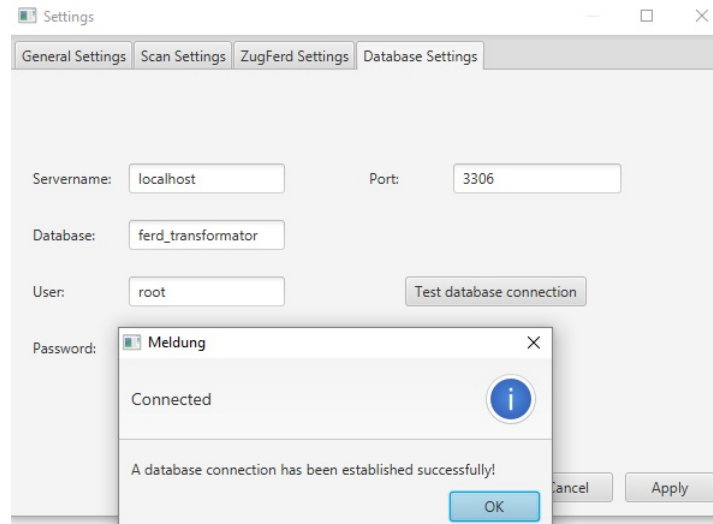 Settings
General Settings Scan Settings ZugFerd Settings Database Settings
Servername: localhost Port: 3306
Database: ferd_transformator
User: root Test database connection
Password:
Meldung
Connected
A database connection has been established successfully!
OK
Cancel Apply